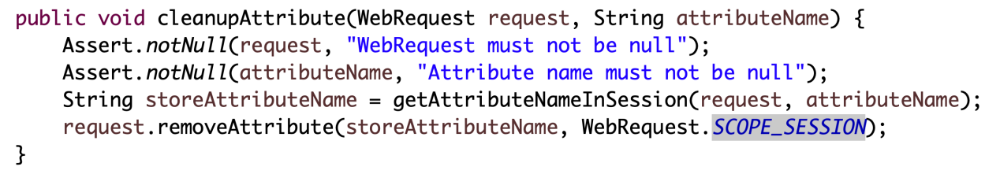 public void cleanupAttribute(WebRequest request, String attributeName) {
    Assert.notNull(request, "WebRequest must not be null");
    Assert.notNull(attributeName, "Attribute name must not be null");
    String storeAttributeName = getAttributeNameInSession(request, attributeName);
    request.removeAttribute(storeAttributeName, WebRequest.SCOPE_SESSION);
}